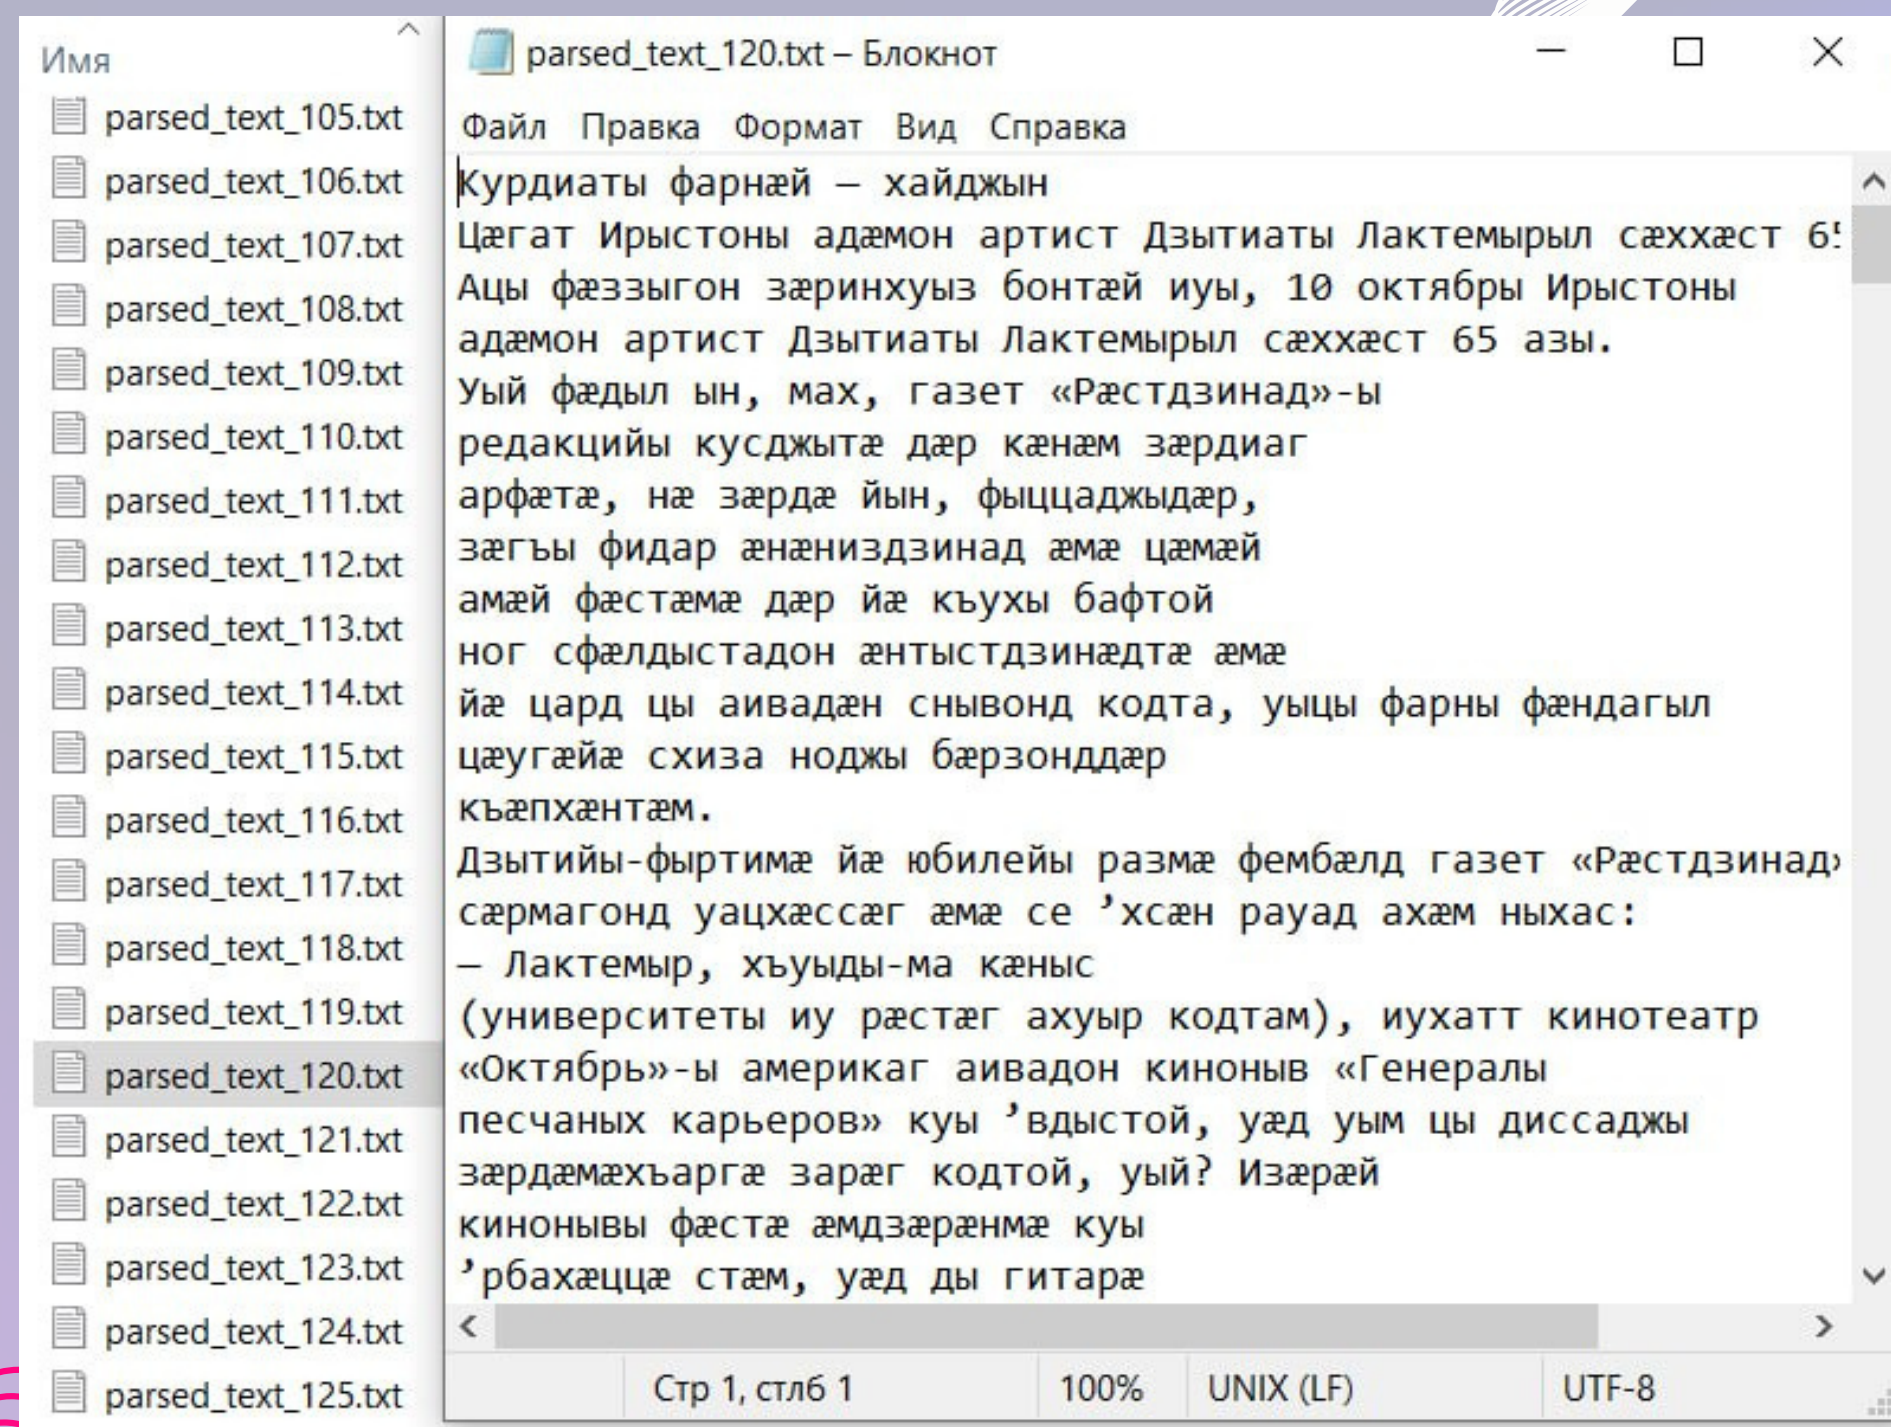 Имя
parsed_text_105.txt
parsed_text_106.txt
parsed_text_107.txt
parsed_text_108.txt
parsed_text_109.txt
parsed_text_110.txt
parsed_text_111.txt
parsed_text_112.txt
parsed_text_113.txt
parsed_text_114.txt
parsed_text_115.txt
parsed_text_116.txt
parsed_text_117.txt
parsed_text_118.txt
parsed_text_119.txt
parsed_text_120.txt
parsed_text_121.txt
parsed_text_122.txt
parsed_text_123.txt
parsed_text_124.txt
parsed_text_125.txt
parsed_text_120.txt – Блокнот
Файл Правка Формат Вид Справка
Курдиаты фарнæй – хайджын
Цæгат Ирыстоны адæмон артист Дзытиаты Лактемырыл сæххæст 65
Ацы фæззыгон зæринхуыз бонтæй иуы, 10 октябры Ирыстоны
адæмон артист Дзытиаты Лактемырыл сæххæст 65 азы.
Уый фæдыл ын, мах, газет «Рæстдзинад»-ы
редакцийы кусджытæ дæр кæнæм зæрдиаг
арфæтæ, нæ зæрдæ йын, фыццаджыдæр,
зæгъы фидар æнæниздзинад æмæ цæмæй
амæй фæстæмæ дæр йæ къухы бафтой
ног сфæлдыстадон æнтыстдзинæдтæ æмæ
йæ цард цы аивадæн снывонд кодта, уыцы фарны фæндагыл
цæугæйæ схиза ноджы бæрзонддæр
къæпхæнтæм.
Дзытийы-фыртимæ йæ юбилейы размæ фембæлд газет «Рæстдзинад»
сæрмагонд уацхæссæг æмæ се ’хсæн рауад ахæм ныхас:
– Лактемыр, хъуыды-ма кæныс
(университеты иу рæстæг ахуыр кодтам), иухатт кинотеатр
«Октябрь»-ы америкаг аивадон киноныв «Генералы
песчаных карьеров» куы ’вдыстой, уæд уым цы диссаджы
зæрдæмæхъаргæ зарæг кодтой, уый? Изæрæй
кинонывы фæстæ æмдзæрæнмæ куы
’рбахæццæ стæм, уæд ды гитарæ
Стр 1, стлб 1 100% UNIX (LF) UTF-8